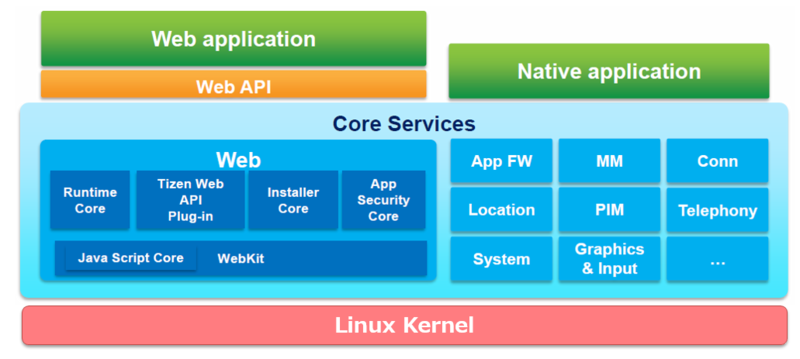 Web application
Web API
Native application
Core Services
Web
Runtime
Core
Tizen Web
API
Plug-in
Installer
Core
App
Security
Core
Java Script Core
WebKit
App FW
MM
Conn
Location
PIM
Telephony
System
Graphics
& Input
...
Linux Kernel